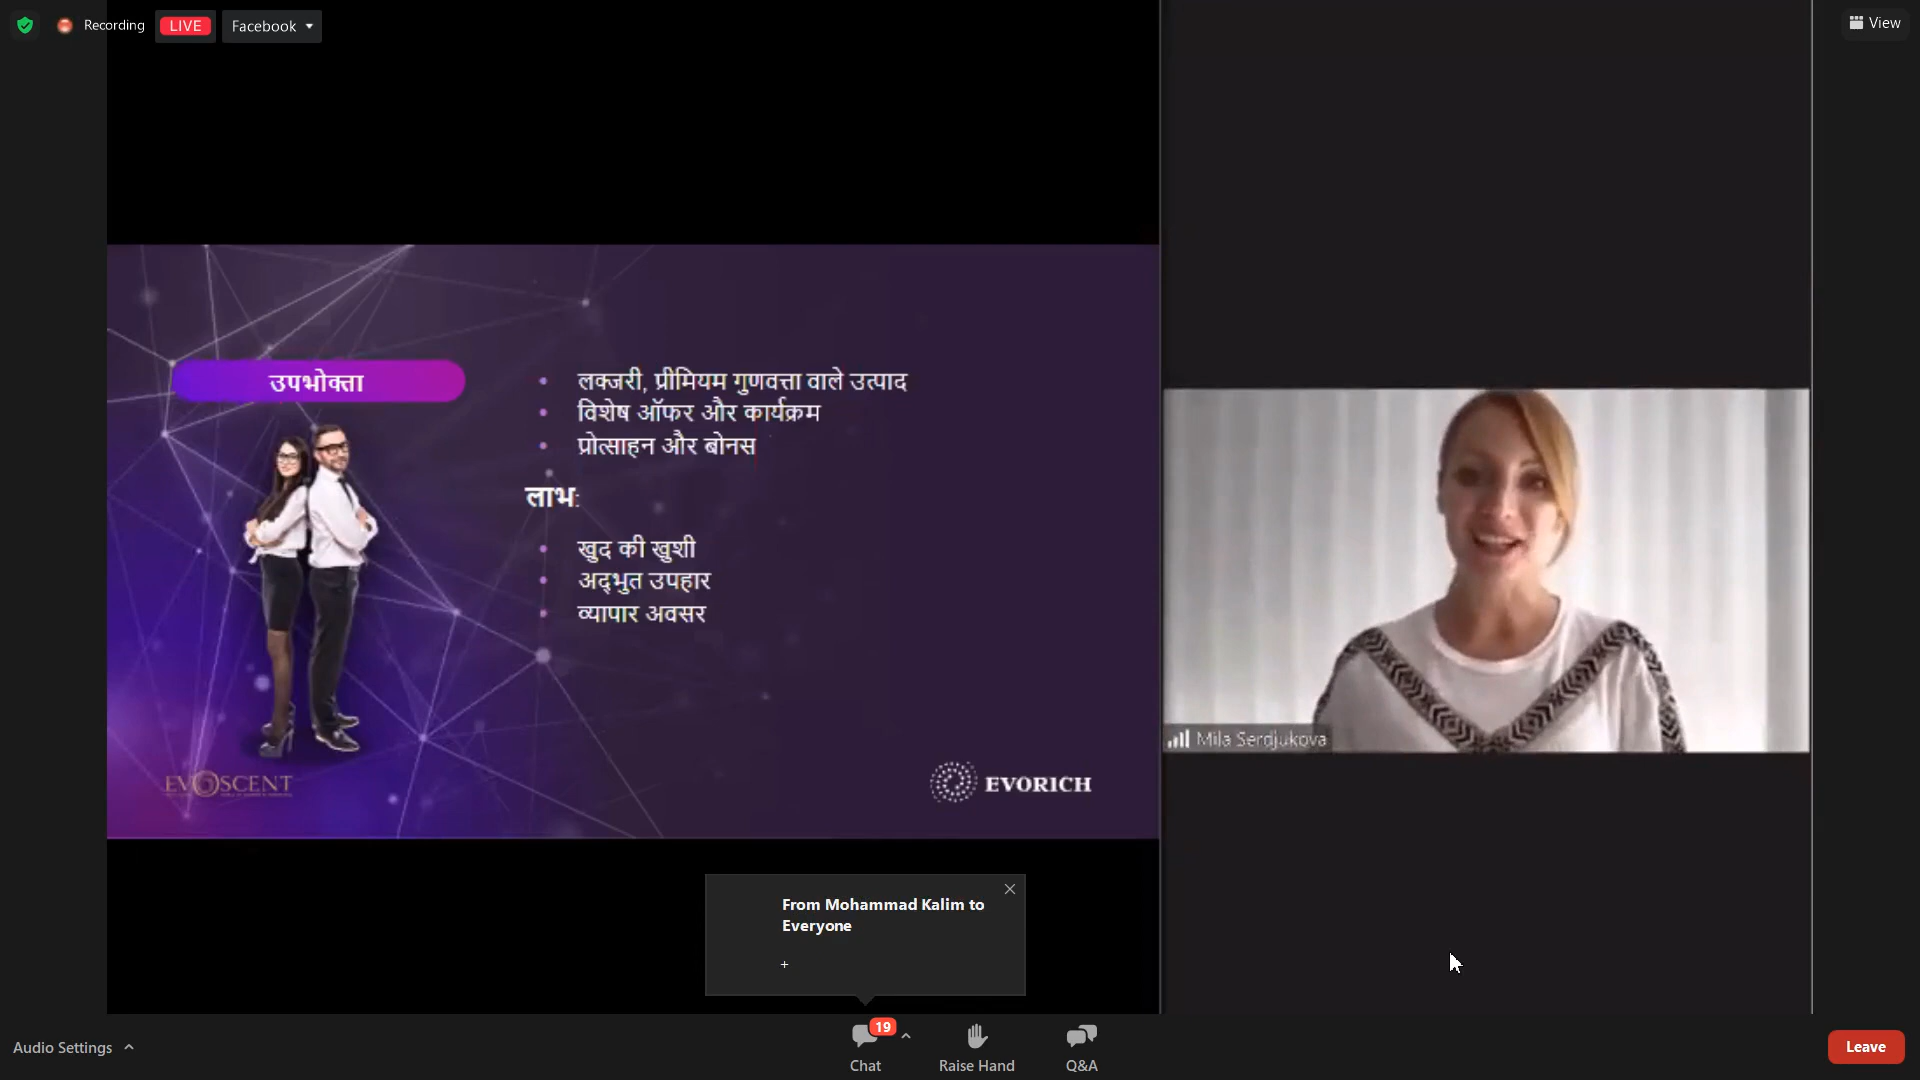 Recording
LIVE
Facebook
View
उपभोक्ता
• लक्जरी, प्रीमियम गुणवत्ता वाले उत्पाद
• विशेष ऑफर और कार्यक्रम
• प्रोत्साहन और बोनस
लाभ:
• खुद की खुशी
• अद्भुत उपहार
• व्यापार अवसर
EVOSCENT
EVORICH
Mila Serdjukova
From Mohammad Kalim to
Everyone
+
Audio Settings
19
Chat
Raise Hand
Q&A
Leave